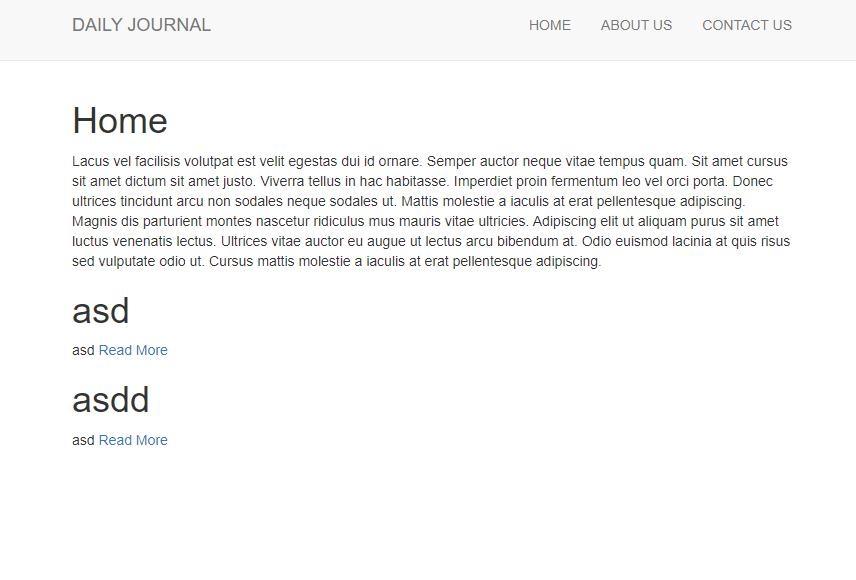 DAILY JOURNAL HOME ABOUT US CONTACT US
Home
Lacus vel facilisis volutpat est velit egestas dui id ornare. Semper auctor neque vitae tempus quam. Sit amet cursus
sit amet dictum sit amet justo. Viverra tellus in hac habitasse. Imperdiet proin fermentum leo vel orci porta. Donec
ultrices tincidunt arcu non sodales neque sodales ut. Mattis molestie a iaculis at erat pellentesque adipiscing.
Magnis dis parturient montes nascetur ridiculus mus mauris vitae ultricies. Adipiscing elit ut aliquam purus sit amet
luctus venenatis lectus. Ultrices vitae auctor eu augue ut lectus arcu bibendum at. Odio euismod lacinia at quis risus
sed vulputate odio ut. Cursus mattis molestie a iaculis at erat pellentesque adipiscing.
asd
asd Read More
asdd
asd Read More